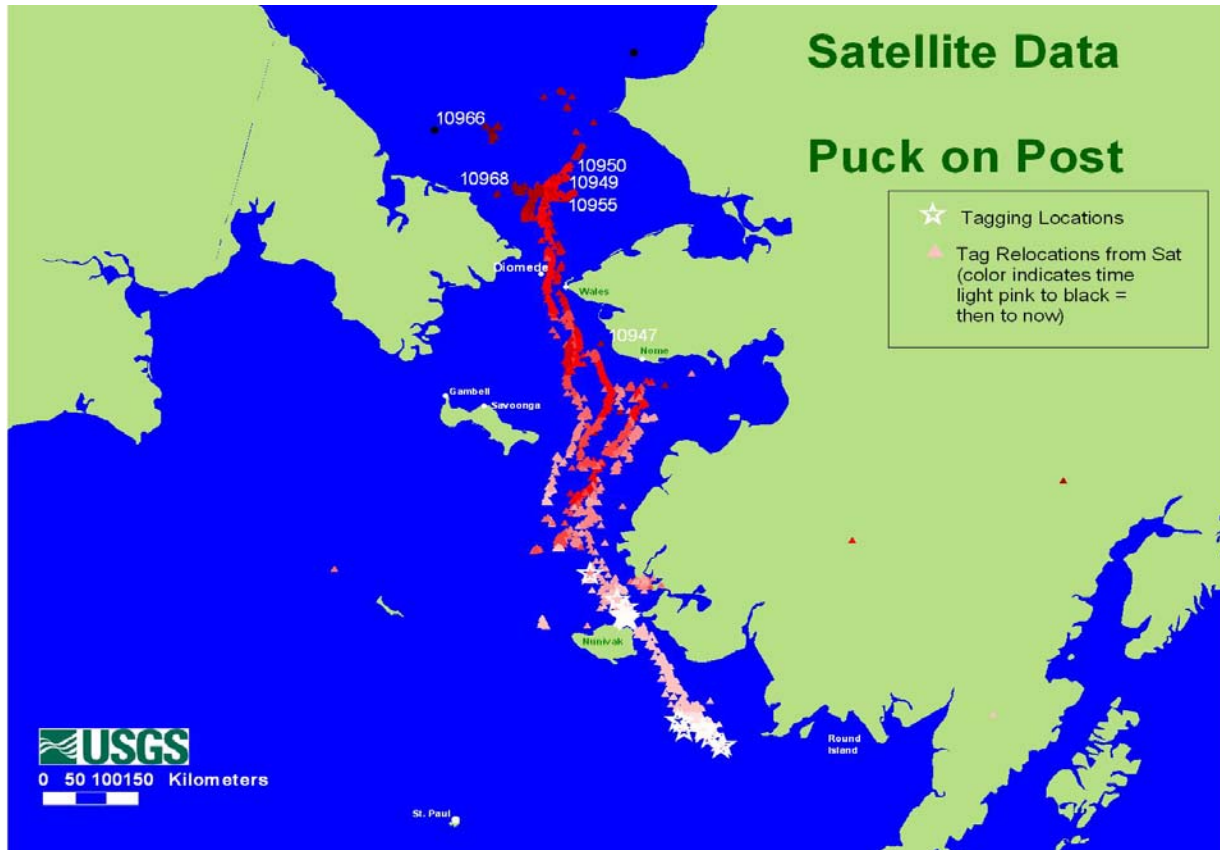 Satellite Data
Puck on Post
Tagging Locations
Tag Relocations from Sat
(color indicates time
light pink to black =
then to now)
10966
10950
10968
10949
10955
Diomede
Wales
10947
Nome
Gambell
Savoonga
Nunivak
Round
Island
USGS
0 50 100150 Kilometers
St. Paul